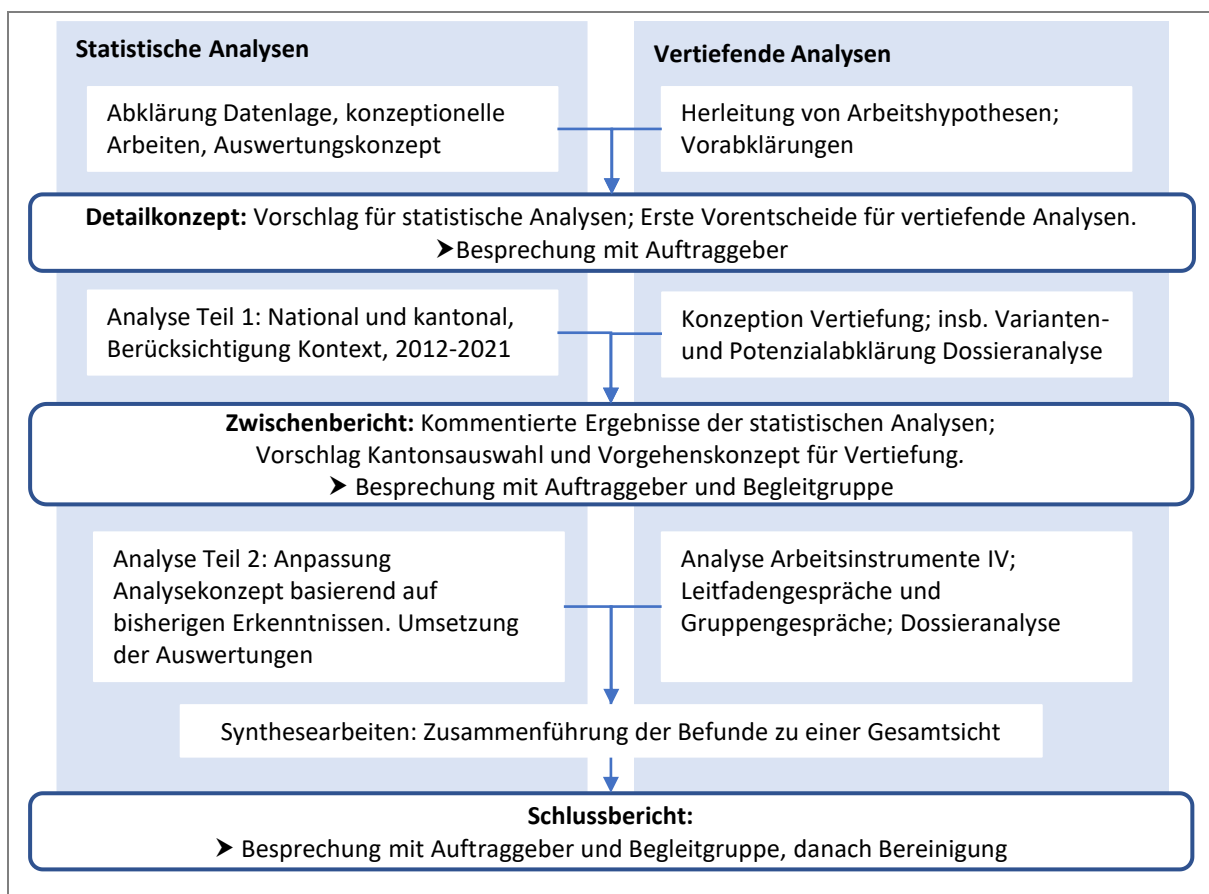 Statistische Analysen
Vertiefende Analysen
Abklärung Datenlage, konzeptionelle
Arbeiten, Auswertungskonzept
Herleitung von Arbeitshypothesen;
Vorabklärungen
Detailkonzept: Vorschlag für statistische Analysen; Erste Vorentscheide für vertiefende Analysen.
➤Besprechung mit Auftraggeber
Analyse Teil 1: National und kantonal,
Berücksichtigung Kontext, 2012-2021
Konzeption Vertiefung; insb. Varianten-
und Potenzialabklärung Dossieranalyse
Zwischenbericht: Kommentierte Ergebnisse der statistischen Analysen;
Vorschlag Kantonsauswahl und Vorgehenskonzept für Vertiefung.
➤ Besprechung mit Auftraggeber und Begleitgruppe
Analyse Teil 2: Anpassung
Analysekonzept basierend auf
bisherigen Erkenntnissen. Umsetzung
der Auswertungen
Analyse Arbeitsinstrumente IV;
Leitfadengespräche und
Gruppengespräche; Dossieranalyse
Synthesearbeiten: Zusammenführung der Befunde zu einer Gesamtsicht
Schlussbericht:
➤ Besprechung mit Auftraggeber und Begleitgruppe, danach Bereinigung